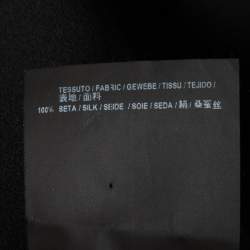 TESSUTO / FABRIC / GEWEBE / TISSU / TEJIDO /
表地 / 面料
100% SETA / SILK / SEIDE / SOIE / SEDA / 絹 / 桑蚕丝